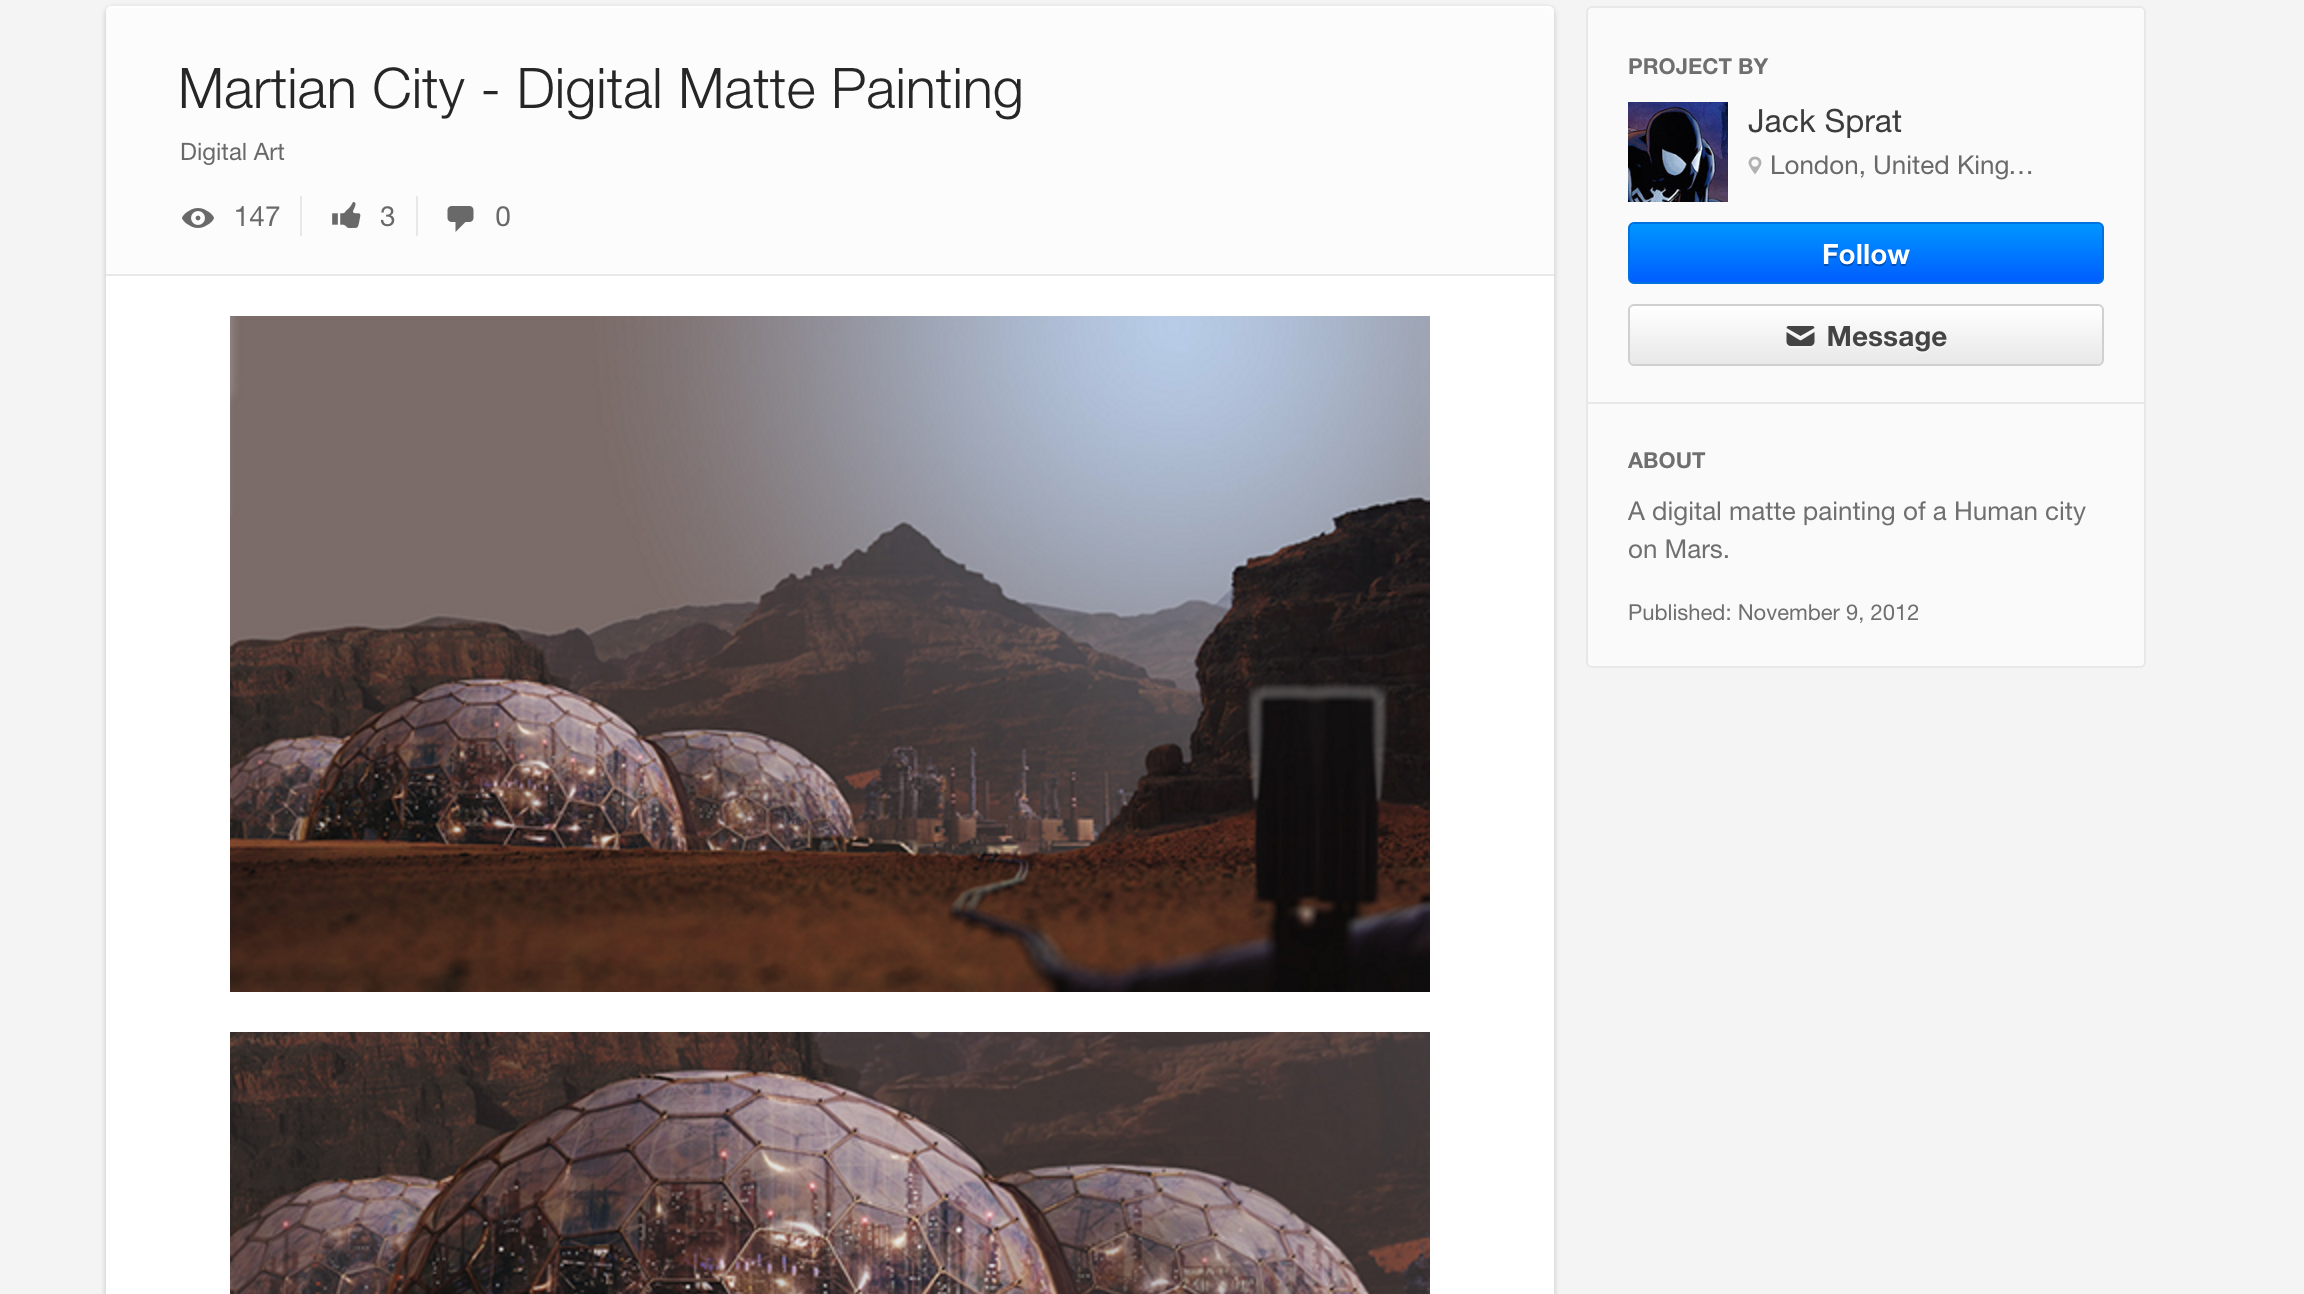 Martian City - Digital Matte Painting
Digital Art
147 3 0
PROJECT BY
Jack Sprat
London, United King...
Follow
Message
ABOUT
A digital matte painting of a Human city
on Mars.
Published: November 9, 2012